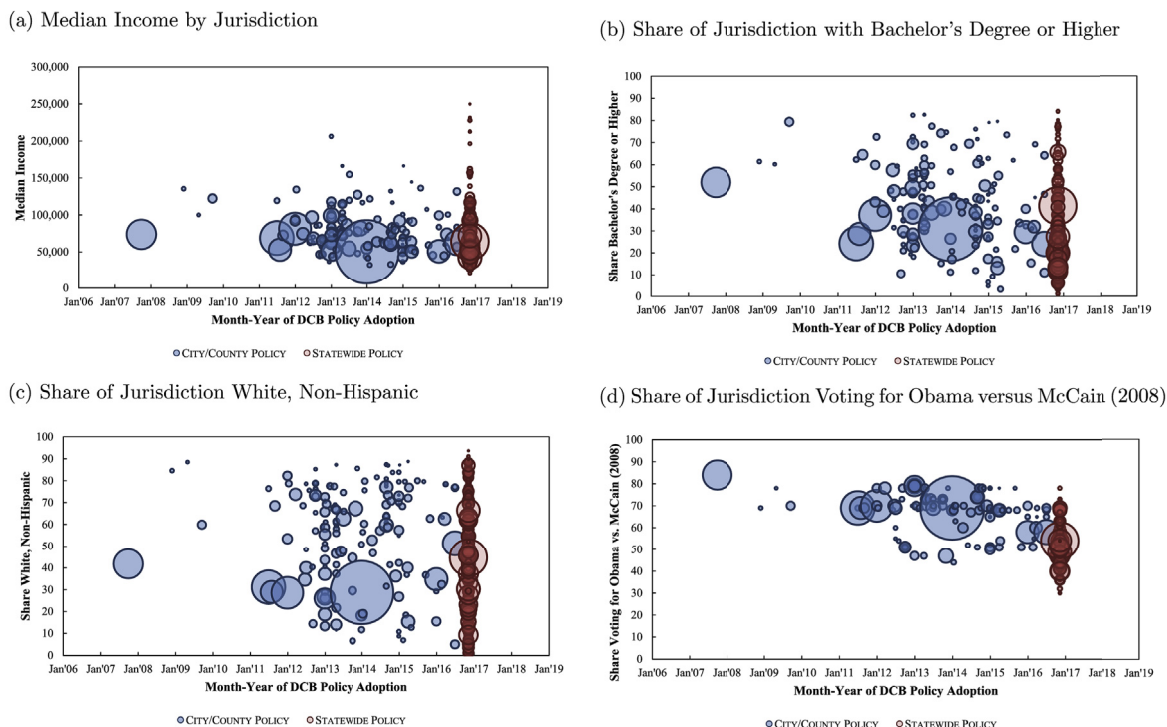 (a) Median Income by Jurisdiction
300,000
250,000
200,000
150,000
100,000
50,000
0
Median Income
Jan'06 Jan'07 Jan'08 Jan'09 Jan'10 Jan'11 Jan'12 Jan'13 Jan'14 Jan'15 Jan'16 Jan'17 Jan'18 Jan'19
Month-Year of DCB Policy Adoption
CITY/COUNTY POLICY STATEWIDE POLICY
(b) Share of Jurisdiction with Bachelor's Degree or Higher
100
90
80
70
60
50
40
30
20
10
0
Share Bachelor's Degree or Higher
Jan'06 Jan'07 Jan'08 Jan'09 Jan'10 Jan'11 Jan'12 Jan'13 Jan'14 Jan'15 Jan'16 Jan'17 Jan'18 Jan'19
Month-Year of DCB Policy Adoption
CITY/COUNTY POLICY STATEWIDE POLICY
(c) Share of Jurisdiction White, Non-Hispanic
100
90
80
70
60
50
40
30
20
10
0
Share White, Non-Hispanic
Jan'06 Jan'07 Jan'08 Jan'09 Jan'10 Jan'11 Jan'12 Jan'13 Jan'14 Jan'15 Jan'16 Jan'17 Jan'18 Jan'19
Month-Year of DCB Policy Adoption
CITY/COUNTY POLICY STATEWIDE POLICY
(d) Share of Jurisdiction Voting for Obama versus McCain (2008)
100
90
80
70
60
50
40
30
20
10
0
Share Voting for Obama vs. McCain (2008)
Jan'06 Jan'07 Jan'08 Jan'09 Jan'10 Jan'11 Jan'12 Jan'13 Jan'14 Jan'15 Jan'16 Jan'17 Jan'18 Jan'19
Month-Year of DCB Policy Adoption
CITY/COUNTY POLICY STATEWIDE POLICY